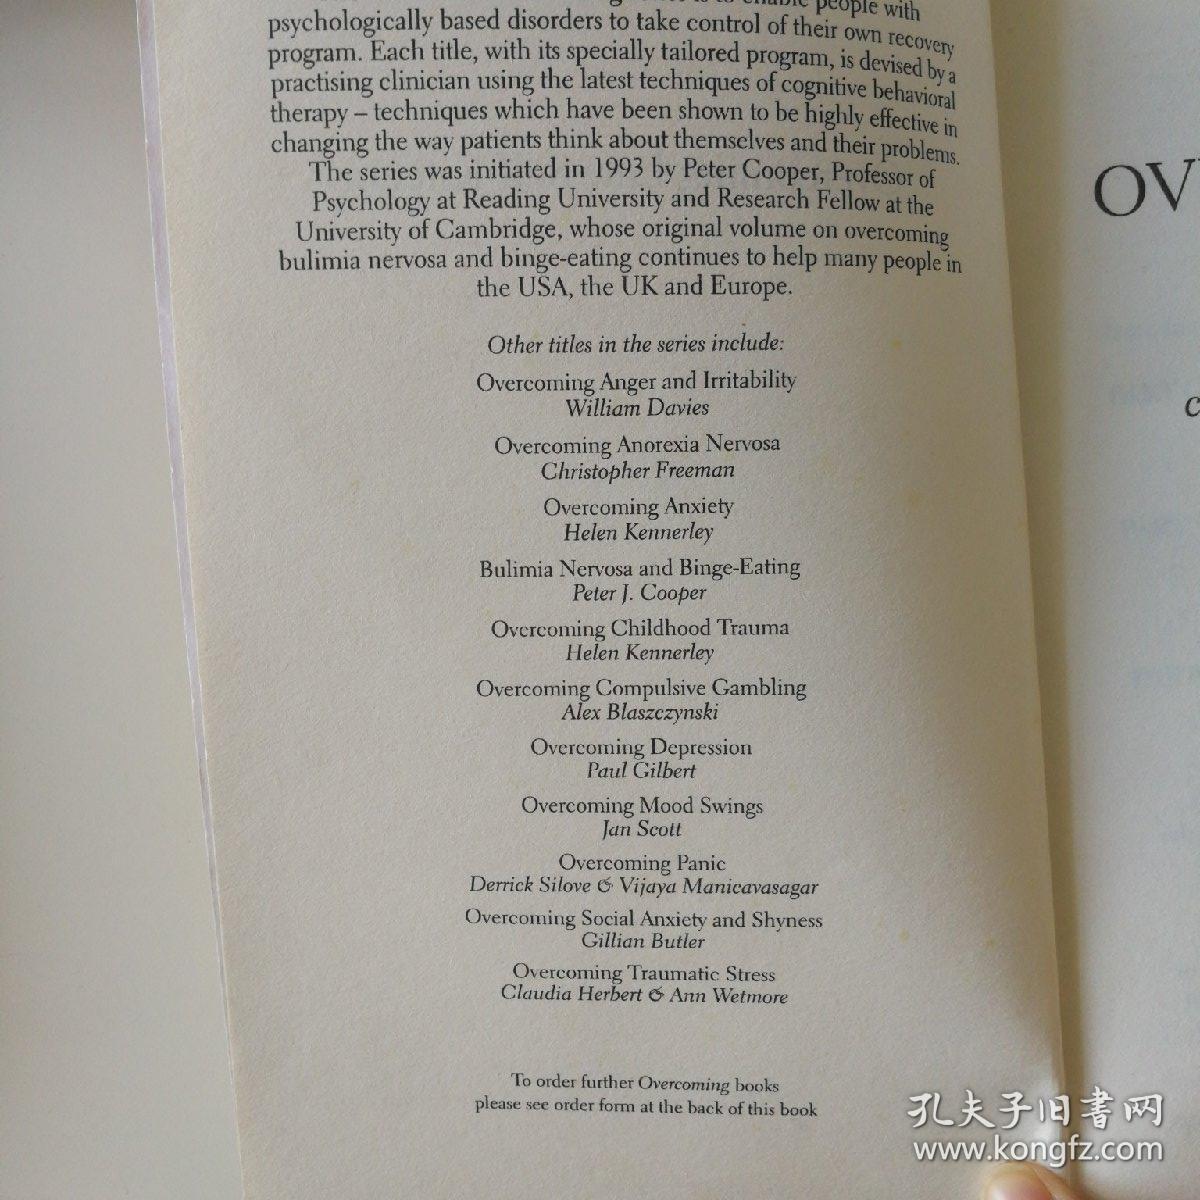 people with
psychologically based disorders to take control of their own recovery
program. Each title, with its specially tailored program, is devised by a
practising clinician using the latest techniques of cognitive behavioral
therapy – techniques which have been shown to be highly effective in
changing the way patients think about themselves and their problems.
The series was initiated in 1993 by Peter Cooper, Professor of
Psychology at Reading University and Research Fellow at the
University of Cambridge, whose original volume on overcoming
bulimia nervosa and binge-eating continues to help many people in
the USA, the UK and Europe.
Other titles in the series include:
Overcoming Anger and Irritability
William Davies
Overcoming Anorexia Nervosa
Christopher Freeman
Overcoming Anxiety
Helen Kennerley
Bulimia Nervosa and Binge-Eating
Peter J. Cooper
Overcoming Childhood Trauma
Helen Kennerley
Overcoming Compulsive Gambling
Alex Blaszczynski
Overcoming Depression
Paul Gilbert
Overcoming Mood Swings
Jan Scott
Overcoming Panic
Derrick Silove & Vijaya Manicavasagar
Overcoming Social Anxiety and Shyness
Gillian Butler
Overcoming Traumatic Stress
Claudia Herbert & Ann Wetmore
To order further Overcoming books
please see order form at the back of this book
OV
c
孔夫子旧书网
www.kongfz.com